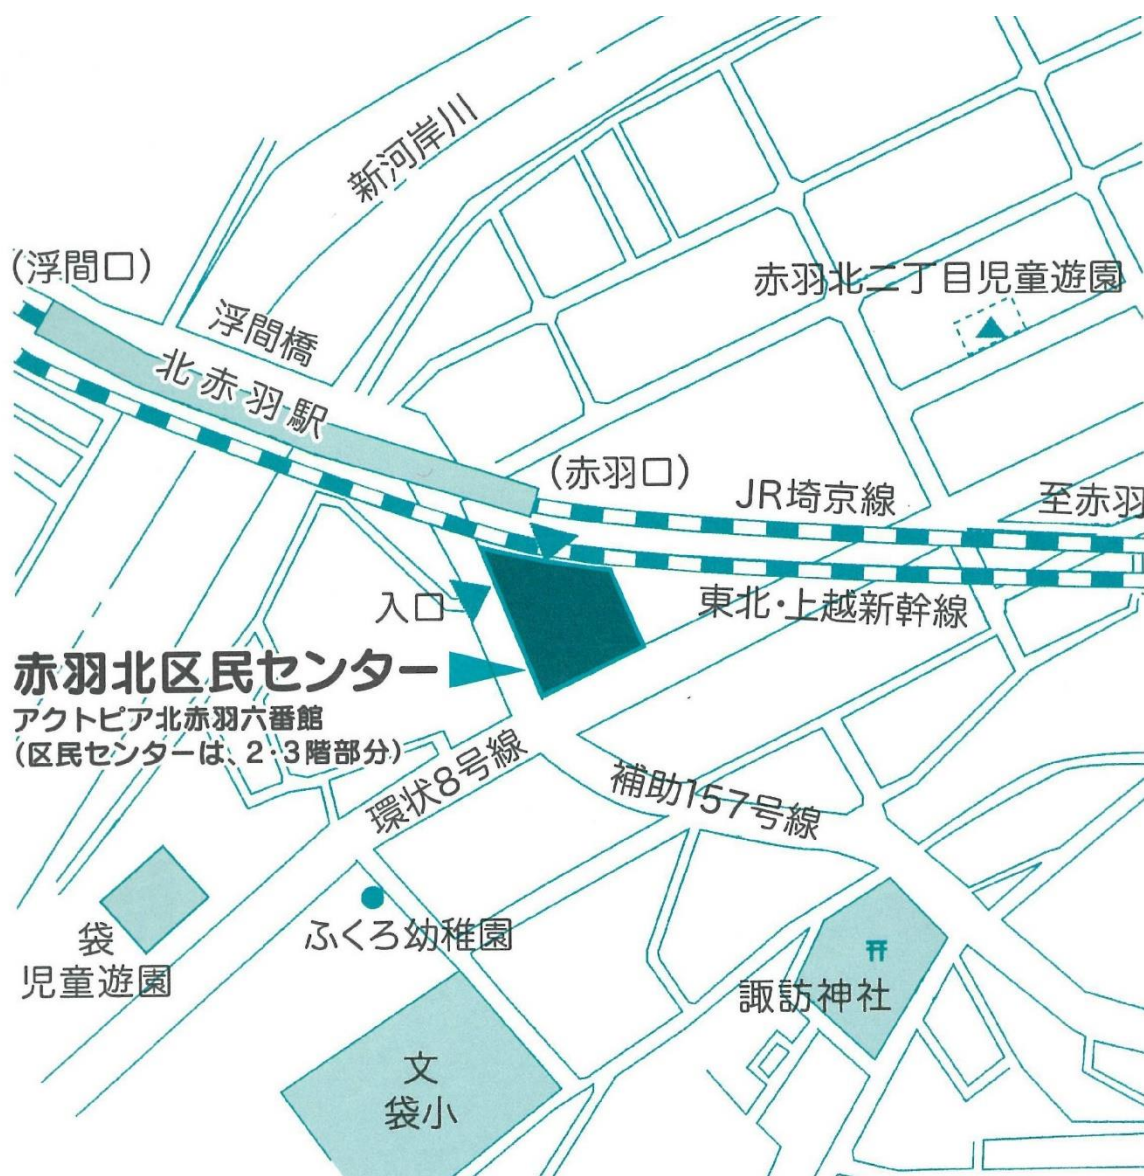 新河岸川
(浮間口)
赤羽北二丁目児童遊園
浮間橋
北赤羽駅
(赤羽口)
JR埼京線
至赤羽
入口
東北・上越新幹線
赤羽北区民センター
アクトピア北赤羽六番館
(区民センターは、2・3階部分)
環状8号線
補助157号線
ふくろ幼稚園
袋
児童遊園
諏訪神社
文
袋小